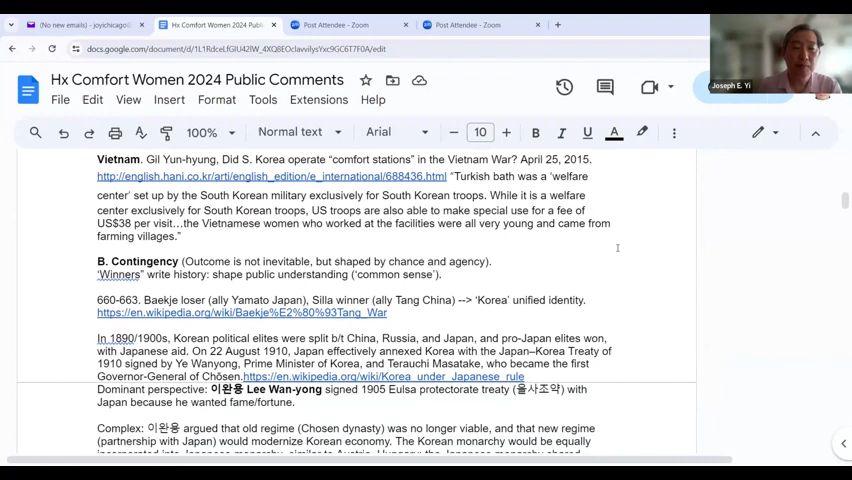 (No new emails) - joyichicago@
Hx Comfort Women 2024 Publi
Post Attendee - Zoom
Post Attendee - Zoom
docs.google.com/document/d/1L1RdceLfGIU42lW_4XQ8EOclavvilysYxc9GC6T7F0A/edit
Joseph E. Yi
Hx Comfort Women 2024 Public Comments
File Edit View Insert Format Tools Extensions Help
100% Normal text Arial 10 B I U A
Vietnam. Gil Yun-hyung, Did S. Korea operate “comfort stations” in the Vietnam War? April 25, 2015.
http://english.hani.co.kr/arti/english_edition/e_international/688436.html “Turkish bath was a ‘welfare
center’ set up by the South Korean military exclusively for South Korean troops. While it is a welfare
center exclusively for South Korean troops, US troops are also able to make special use for a fee of
US$38 per visit…the Vietnamese women who worked at the facilities were all very young and came from
farming villages.”
B. Contingency (Outcome is not inevitable, but shaped by chance and agency).
‘Winners” write history: shape public understanding (‘common sense’).
660-663. Baekje loser (ally Yamato Japan), Silla winner (ally Tang China) --> ‘Korea’ unified identity.
https://en.wikipedia.org/wiki/Baekje%E2%80%93Tang_War
In 1890/1900s, Korean political elites were split b/t China, Russia, and Japan, and pro-Japan elites won,
with Japanese aid. On 22 August 1910, Japan effectively annexed Korea with the Japan–Korea Treaty of
1910 signed by Ye Wanyong, Prime Minister of Korea, and Terauchi Masatake, who became the first
Governor-General of Chōsen.https://en.wikipedia.org/wiki/Korea_under_Japanese_rule
Dominant perspective: 이완용 Lee Wan-yong signed 1905 Eulsa protectorate treaty (을사조약) with
Japan because he wanted fame/fortune.
Complex: 이완용 argued that old regime (Chosen dynasty) was no longer viable, and that new regime
(partnership with Japan) would modernize Korean economy. The Korean monarchy would be equally
incorporated into Japanese monarchy, similar to Austria, Hungary; the Japanese monarchy shared